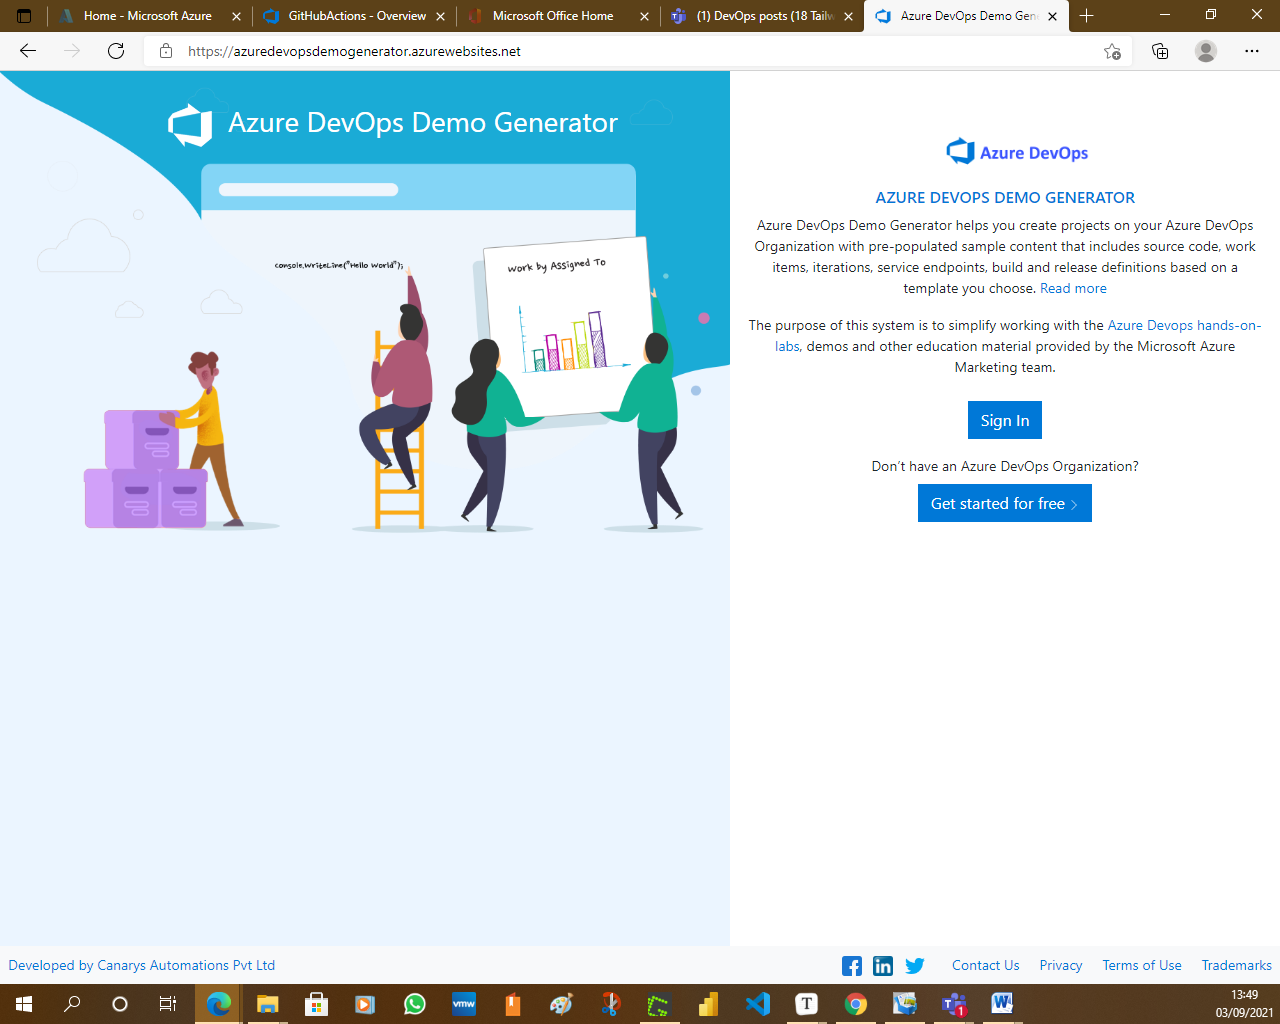 Home - Microsoft Azure
GitHubActions - Overview
Microsoft Office Home
(1) DevOps posts (18 Tailw
Azure DevOps Demo Gen
https://azuredevopsdemogenerator.azurewebsites.net
Azure DevOps Demo Generator
console.WriteLine("Hello World");
Work by Assigned To
Azure DevOps
AZURE DEVOPS DEMO GENERATOR
Azure DevOps Demo Generator helps you create projects on your Azure DevOps
Organization with pre-populated sample content that includes source code, work
items, iterations, service endpoints, build and release definitions based on a
template you choose. Read more
The purpose of this system is to simplify working with the Azure Devops hands-on-
labs, demos and other education material provided by the Microsoft Azure
Marketing team.
Sign In
Don't have an Azure DevOps Organization?
Get started for free
Developed by Canarys Automations Pvt Ltd
Contact Us
Privacy
Terms of Use
Trademarks
vmw
T
1
W
13:49
03/09/2021